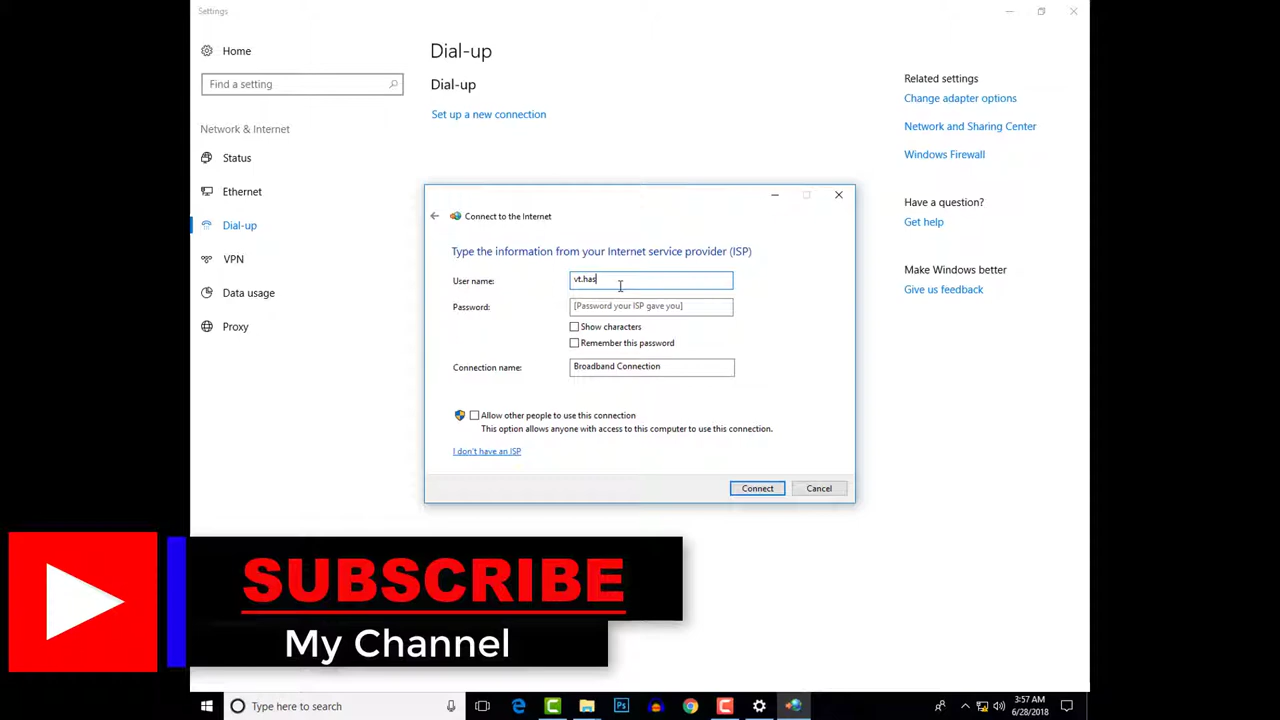 Settings
Home
Find a setting
Network & Internet
Status
Ethernet
Dial-up
VPN
Data usage
Proxy
Dial-up
Dial-up
Set up a new connection
Related settings
Change adapter options
Network and Sharing Center
Windows Firewall
Have a question?
Get help
Make Windows better
Give us feedback
Connect to the Internet
Type the information from your Internet service provider (ISP)
User name: vt.has
Password: [Password your ISP gave you]
Show characters
Remember this password
Connection name: Broadband Connection
Allow other people to use this connection
This option allows anyone with access to this computer to use this connection.
I don't have an ISP
Connect Cancel
SUBSCRIBE
My Channel
Type here to search
Ps
3:57 AM
6/28/2018